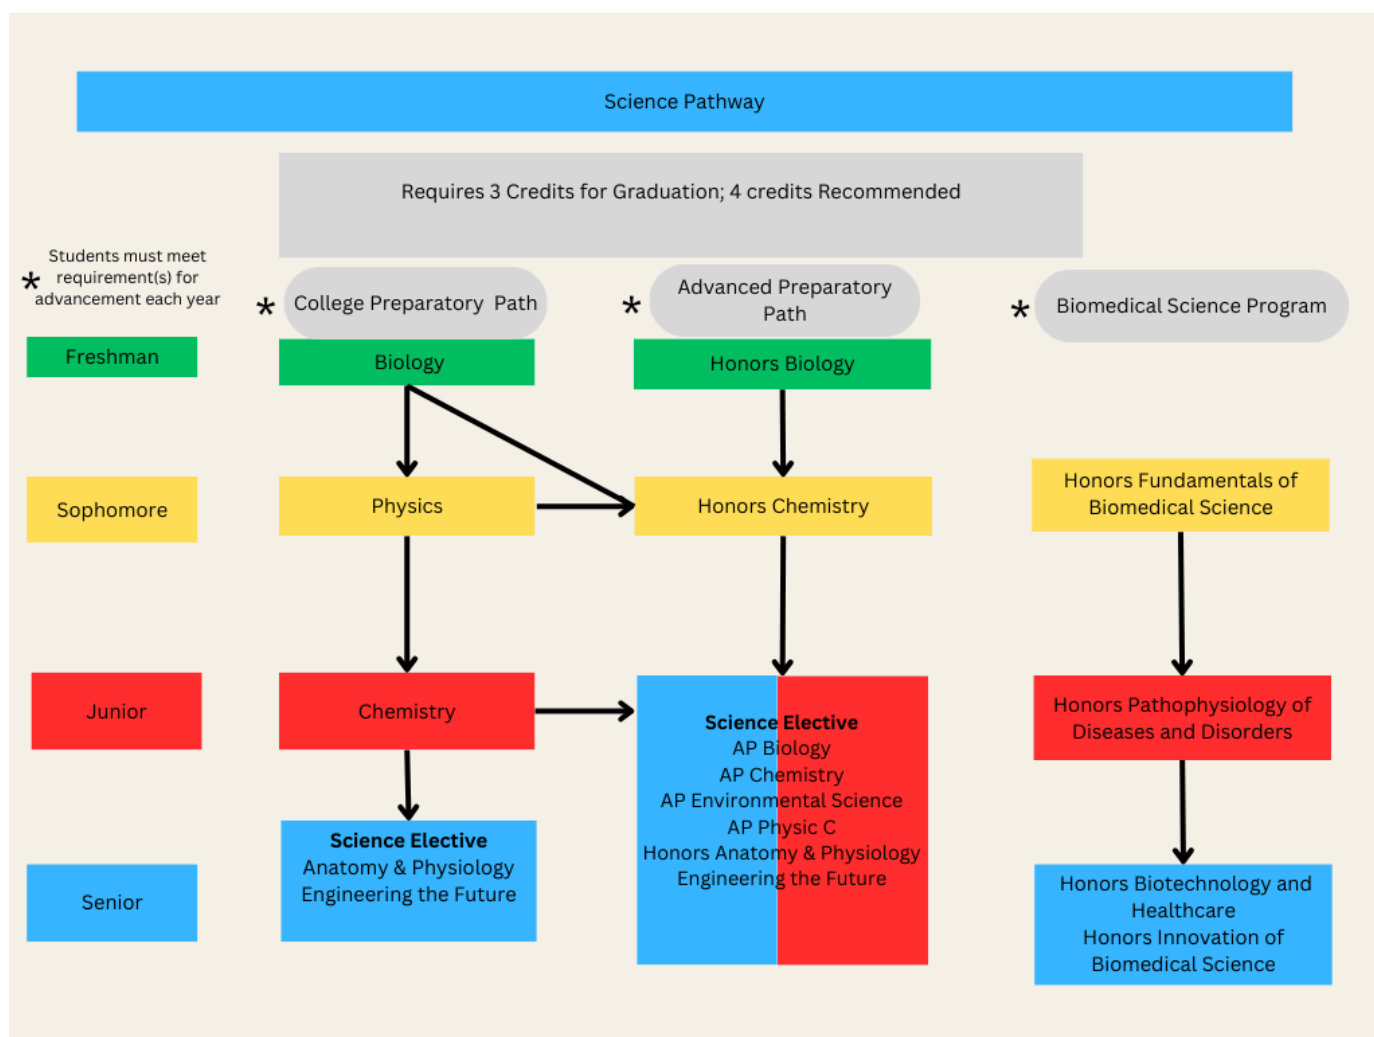 Science Pathway
Requires 3 Credits for Graduation; 4 credits Recommended
Students must meet
* requirement(s) for
advancement each year
* College Preparatory Path
* Advanced Preparatory
Path
* Biomedical Science Program
Freshman
Biology
Honors Biology
Sophomore
Physics
Honors Chemistry
Honors Fundamentals of
Biomedical Science
Junior
Chemistry
Science Elective
AP Biology
AP Chemistry
AP Environmental Science
AP Physic C
Honors Anatomy & Physiology
Engineering the Future
Honors Pathophysiology of
Diseases and Disorders
Senior
Science Elective
Anatomy & Physiology
Engineering the Future
Honors Biotechnology and
Healthcare
Honors Innovation of
Biomedical Science